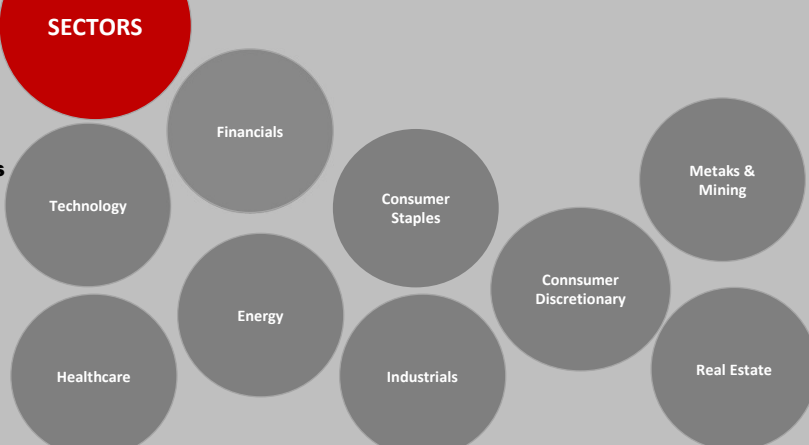 SECTORS
Financials
s
Technology
Consumer
Staples
Metaks &
Mining
Connsumer
Discretionary
Energy
Healthcare
Industrials
Real Estate